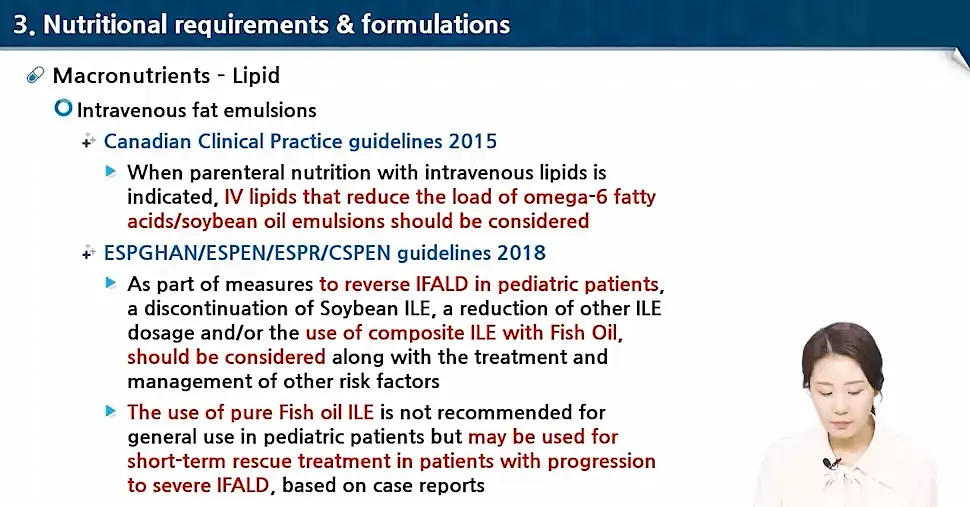 3. Nutritional requirements & formulations
Macronutrients - Lipid
Intravenous fat emulsions
Canadian Clinical Practice guidelines 2015
When parenteral nutrition with intravenous lipids is
indicated, IV lipids that reduce the load of omega-6 fatty
acids/soybean oil emulsions should be considered
ESPGHAN/ESPEN/ESPR/CSPEN guidelines 2018
As part of measures to reverse IFALD in pediatric patients,
a discontinuation of Soybean ILE, a reduction of other ILE
dosage and/or the use of composite ILE with Fish Oil,
should be considered along with the treatment and
management of other risk factors
The use of pure Fish oil ILE is not recommended for
general use in pediatric patients but may be used for
short-term rescue treatment in patients with progression
to severe IFALD, based on case reports